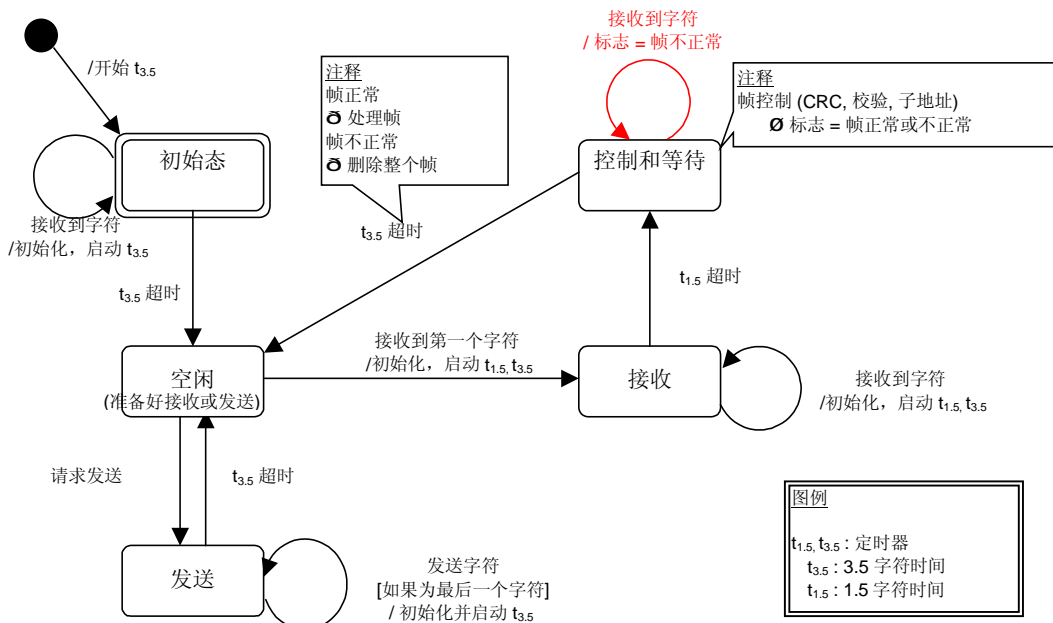 /开始 t3.5
初始态
接收到字符
/初始化，启动 t3.5
t3.5 超时
注释
帧正常
ð 处理帧
帧不正常
ð 删除整个帧
t3.5 超时
接收到字符
/ 标志 = 帧不正常
注释
帧控制 (CRC, 校验, 子地址)
Ø 标志 = 帧正常或不正常
控制和等待
t1.5 超时
空闲
(准备好接收或发送)
接收到第一个字符
/初始化，启动 t1.5, t3.5
接收
接收到字符
/初始化，启动 t1.5, t3.5
请求发送
t3.5 超时
发送
发送字符
[如果为最后一个字符]
/ 初始化并启动 t3.5
图例
t1.5, t3.5 : 定时器
t3.5 : 3.5 字符时间
t1.5 : 1.5 字符时间